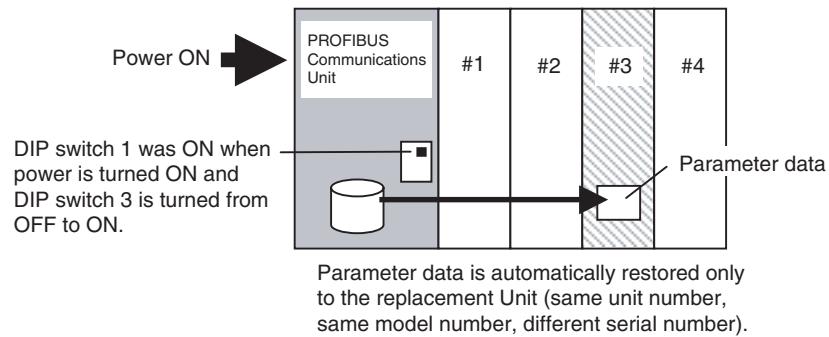 Power ON
PROFIBUS
Communications
Unit
#1
#2
#3
#4
DIP switch 1 was ON when
power is turned ON and
DIP switch 3 is turned from
OFF to ON.
Parameter data
Parameter data is automatically restored only
to the replacement Unit (same unit number,
same model number, different serial number).